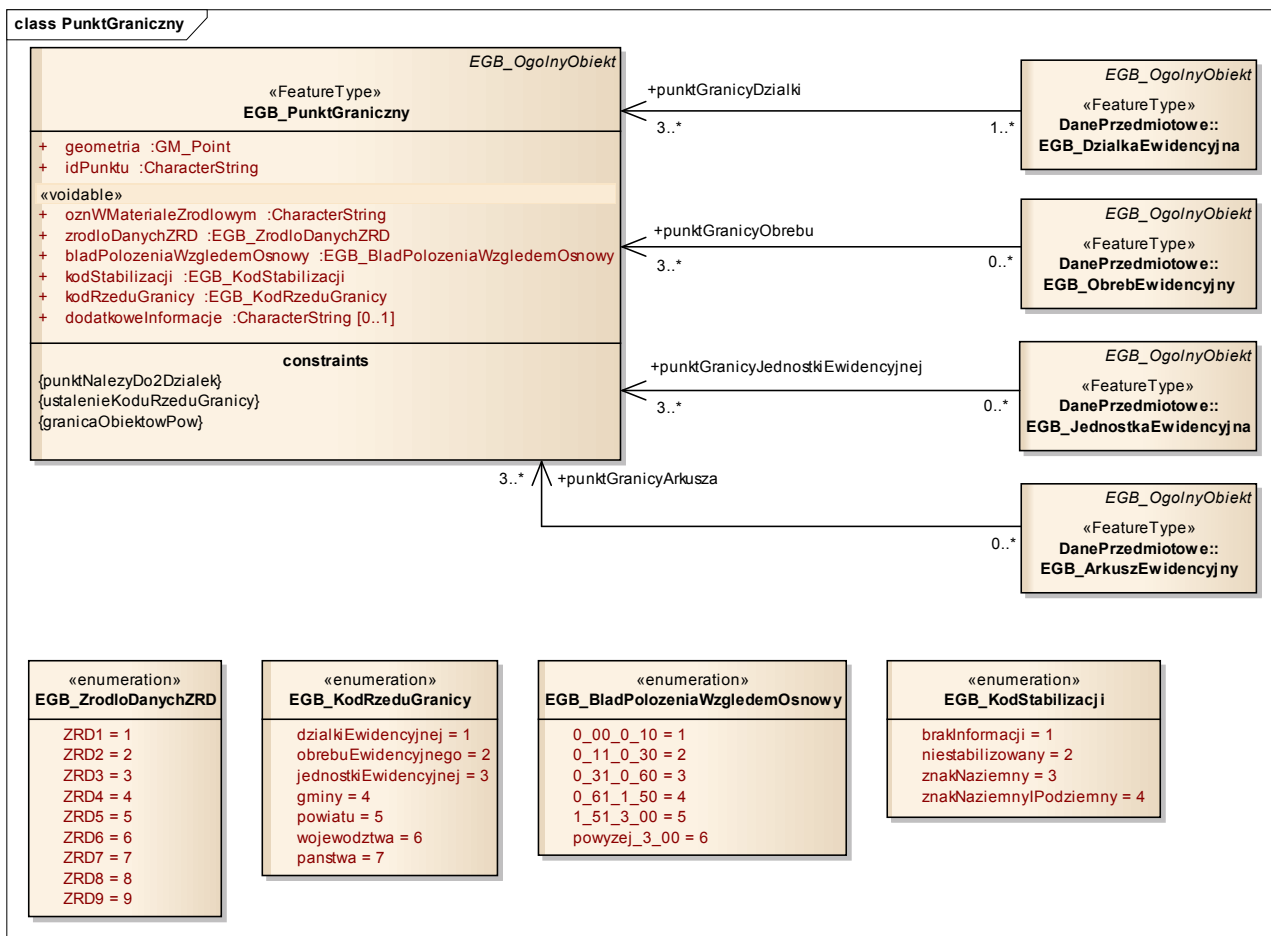 class PunktGraniczny
EGB_OgolnyObiekt
«FeatureType»
EGB_PunktGraniczny
+ geometria :GM_Point
+ idPunktu :CharacterString
«voidable»
+ oznWMaterialeZrodlowym :CharacterString
+ zrodloDanychZRD :EGB_ZrodloDanychZRD
+ bladPolozeniaWzgledemOsnowy :EGB_BladPolozeniaWzgledemOsnowy
+ kodStabilizacji :EGB_KodStabilizacji
+ kodRzeduGranicy :EGB_KodRzeduGranicy
+ dodatkoweInformacje :CharacterString [0..1]
constraints
{punktNalezyDo2Dzialek}
{ustalenieKoduRzeduGranicy}
{granicaObiektowPow}
+punktGranicyDzialki
3..*
1..*
EGB_OgolnyObiekt
«FeatureType»
DanePrzedmiotowe::
EGB_DzialkaEwidencyjna
+punktGranicyObrebu
3..*
0..*
EGB_OgolnyObiekt
«FeatureType»
DanePrzedmiotowe::
EGB_ObrebEwidencyjny
+punktGranicyJednostkiEwidencyjnej
3..*
0..*
EGB_OgolnyObiekt
«FeatureType»
DanePrzedmiotowe::
EGB_JednostkaEwidencyjna
3..*
+punktGranicyArkusza
0..*
EGB_OgolnyObiekt
«FeatureType»
DanePrzedmiotowe::
EGB_ArkuszEwidencyjny
«enumeration»
EGB_ZrodloDanychZRD
ZRD1 = 1
ZRD2 = 2
ZRD3 = 3
ZRD4 = 4
ZRD5 = 5
ZRD6 = 6
ZRD7 = 7
ZRD8 = 8
ZRD9 = 9
«enumeration»
EGB_KodRzeduGranicy
dzialkiEwidencyjnej = 1
obrebuEwidencyjnego = 2
jednostkiEwidencyjnej = 3
gminy = 4
powiatu = 5
wojewodztwa = 6
panstwa = 7
«enumeration»
EGB_BladPolozeniaWzgledemOsnowy
0_00_0_10 = 1
0_11_0_30 = 2
0_31_0_60 = 3
0_61_1_50 = 4
1_51_3_00 = 5
powyzej_3_00 = 6
«enumeration»
EGB_KodStabilizacji
brakInformacji = 1
niestabilizowany = 2
znakNaziemny = 3
znakNaziemnyIPodziemny = 4